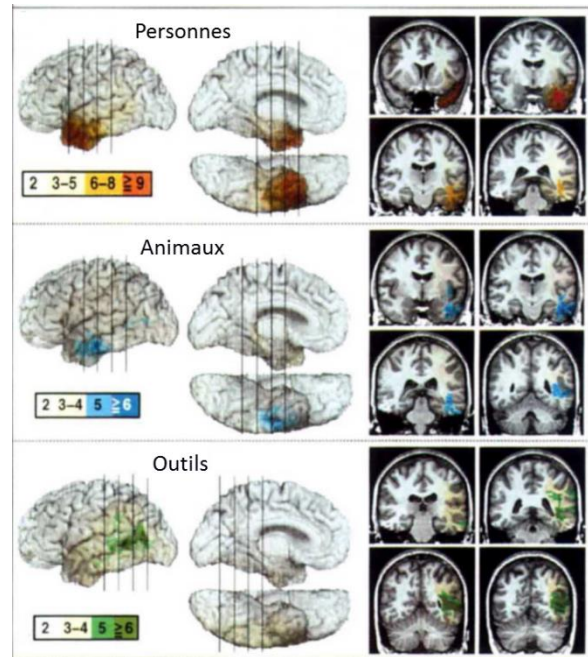 Personnes
2 3–5 6–8 ≧9
Animaux
2 3–4 5 ≧6
Outils
2 3–4 5 ≧6